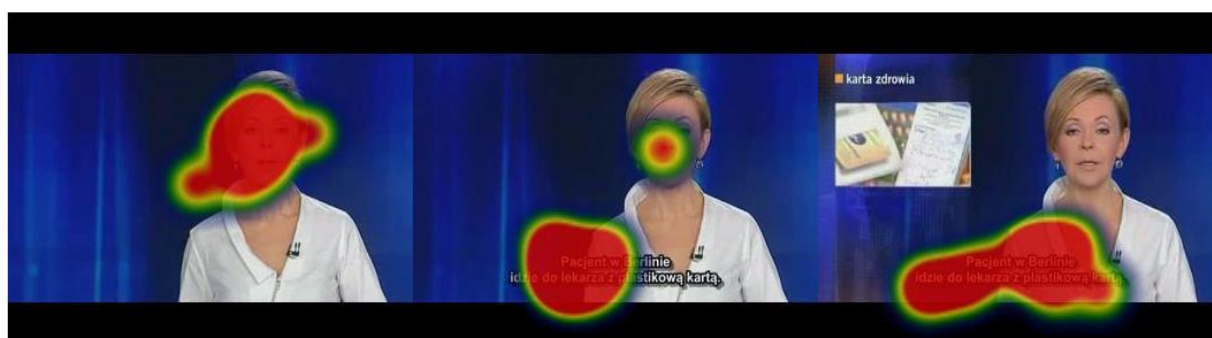 Pacjent w Berlinie
idzie do lekarza z plastikową kartą.
karta zdrowia
Pacjent w Berlinie
idzie do lekarza z plastikową kartą